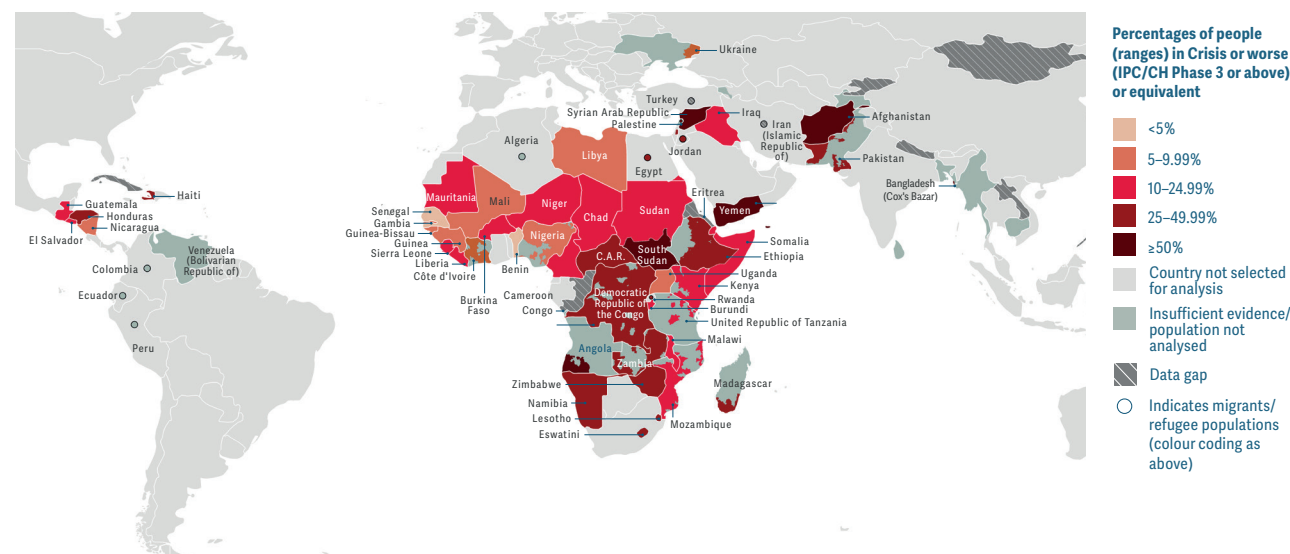 Percentages of people
(ranges) in Crisis or worse
(IPC/CH Phase 3 or above)
or equivalent
<5%
5–9.99%
10–24.99%
25–49.99%
≥50%
Country not selected
for analysis
Insufficient evidence/
population not
analysed
Data gap
Indicates migrants/
refugee populations
(colour coding as
above)
Ukraine
Turkey
Syrian Arab Republic
Palestine
Iraq
Iran
(Islamic
Republic
of)
Afghanistan
Jordan
Pakistan
Algeria
Libya
Egypt
Bangladesh
(Cox's Bazar)
Haiti
Guatemala
Honduras
Nicaragua
El Salvador
Venezuela
(Bolivarian
Republic of)
Colombia
Ecuador
Peru
Mauritania
Mali
Niger
Chad
Sudan
Eritrea
Yemen
Senegal
Gambia
Guinea-Bissau
Guinea
Sierra Leone
Liberia
Côte d'Ivoire
Burkina
Faso
Benin
Nigeria
Cameroon
Congo
C.A.R.
South
Sudan
Somalia
Ethiopia
Uganda
Kenya
Rwanda
Burundi
United Republic of Tanzania
Democratic
Republic of
the Congo
Malawi
Angola
Zambia
Zimbabwe
Namibia
Lesotho
Eswatini
Mozambique
Madagascar